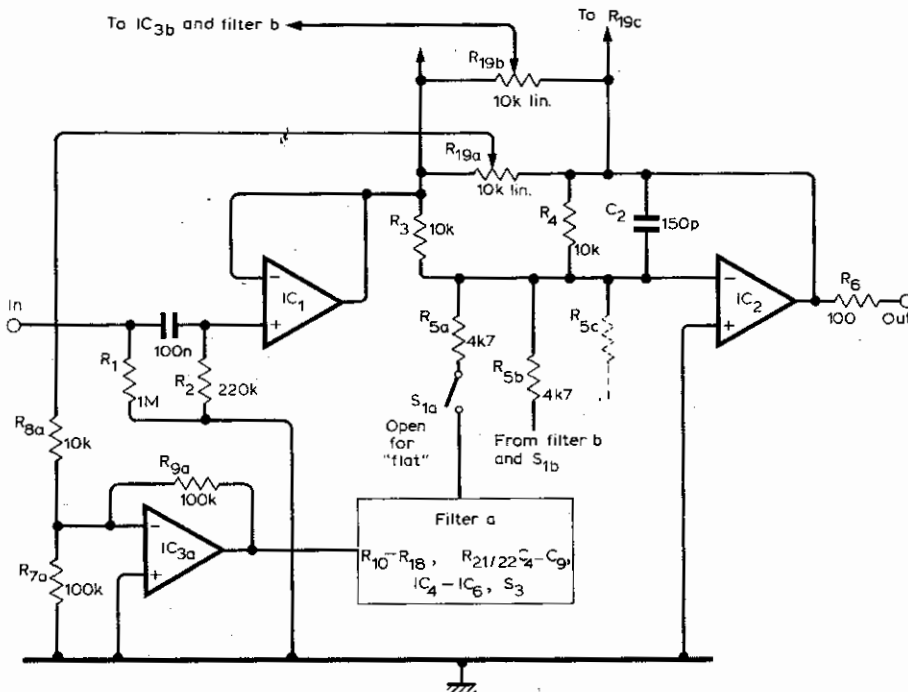 To IC3b and filter b
To R19c
R19b
10k lin.
R19a
10k lin.
R3
10k
R4
10k
C2
150p
−
+
IC1
−
+
IC2
R6
100
Out
In
100n
R1
1M
R2
220k
R5a
4k7
R5b
4k7
R5c
S1a
Open
for
"flat"
From filter b
and S1b
R8a
10k
R9a
100k
−
+
IC3a
R7a
100k
Filter a
R10–R18, R21/22 C4–C9,
IC4–IC6, S3